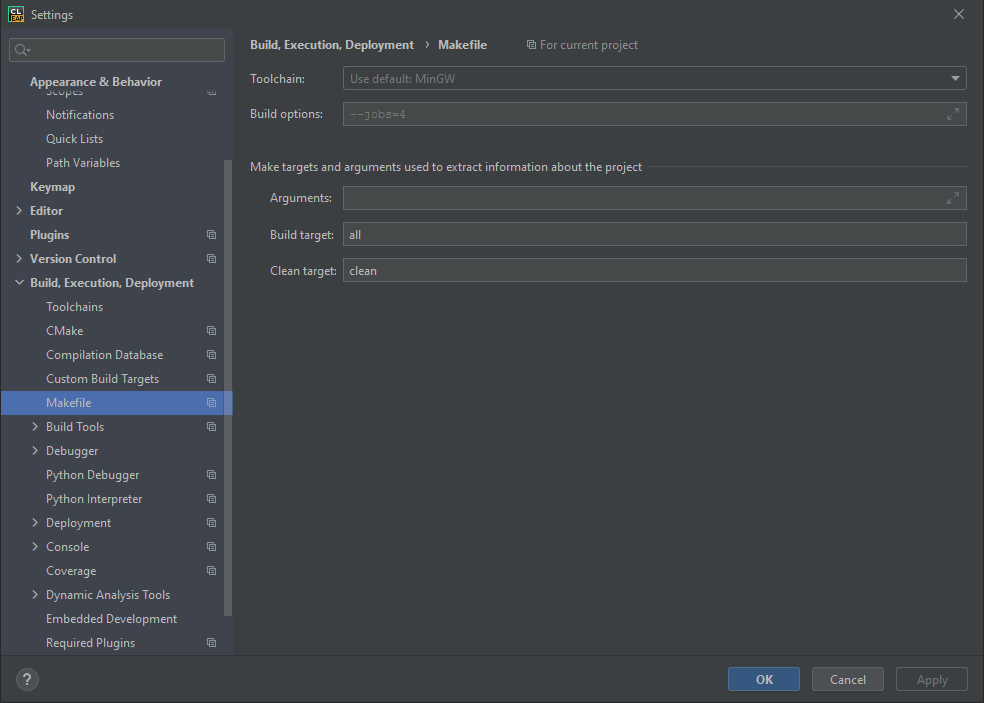 CL
EAP
Settings
Appearance & Behavior
Scopes
Notifications
Quick Lists
Path Variables
Keymap
Editor
Plugins
Version Control
Build, Execution, Deployment
Toolchains
CMake
Compilation Database
Custom Build Targets
Makefile
Build Tools
Debugger
Python Debugger
Python Interpreter
Deployment
Console
Coverage
Dynamic Analysis Tools
Embedded Development
Required Plugins
Build, Execution, Deployment › Makefile For current project
Toolchain: Use default: MinGW
Build options: --jobs=4
Make targets and arguments used to extract information about the project
Arguments:
Build target: all
Clean target: clean
? OK Cancel Apply